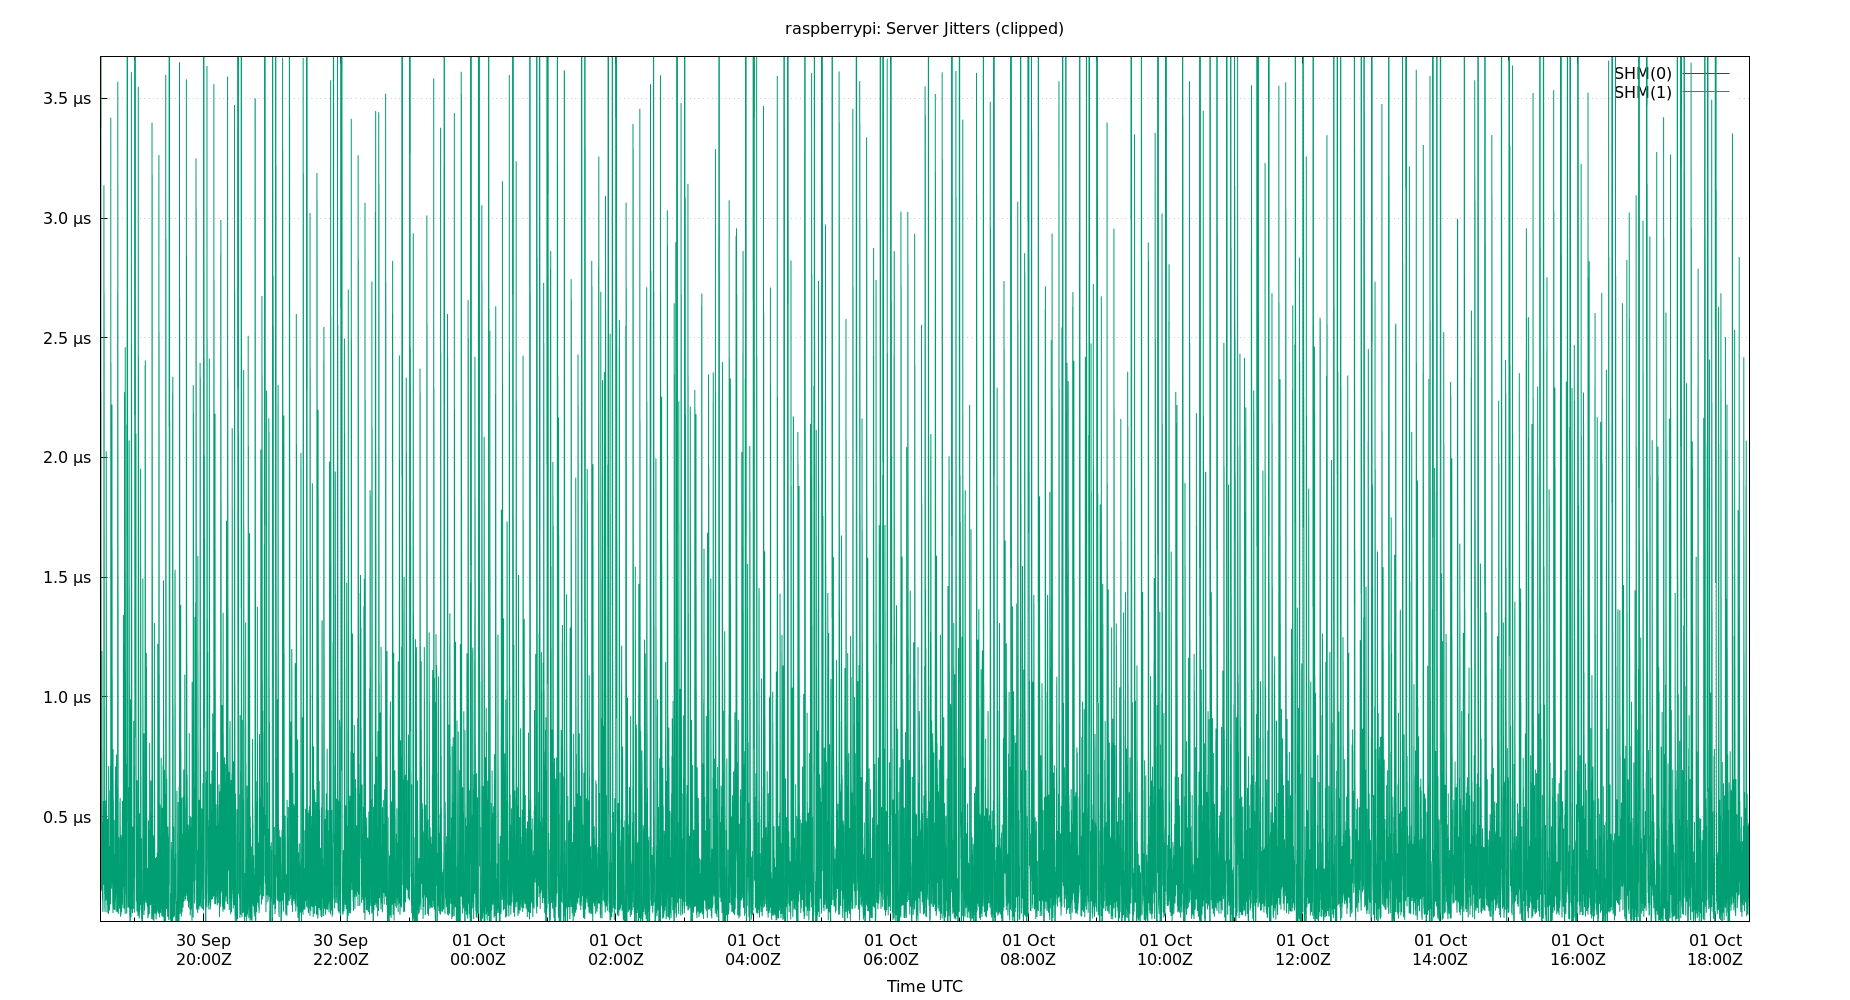 raspberrypi: Server Jitters (clipped)
SHM(0)
SHM(1)
3.5 µs
3.0 µs
2.5 µs
2.0 µs
1.5 µs
1.0 µs
0.5 µs
30 Sep 30 Sep 01 Oct 01 Oct 01 Oct 01 Oct 01 Oct 01 Oct 01 Oct 01 Oct 01 Oct 01 Oct
20:00Z 22:00Z 00:00Z 02:00Z 04:00Z 06:00Z 08:00Z 10:00Z 12:00Z 14:00Z 16:00Z 18:00Z
Time UTC